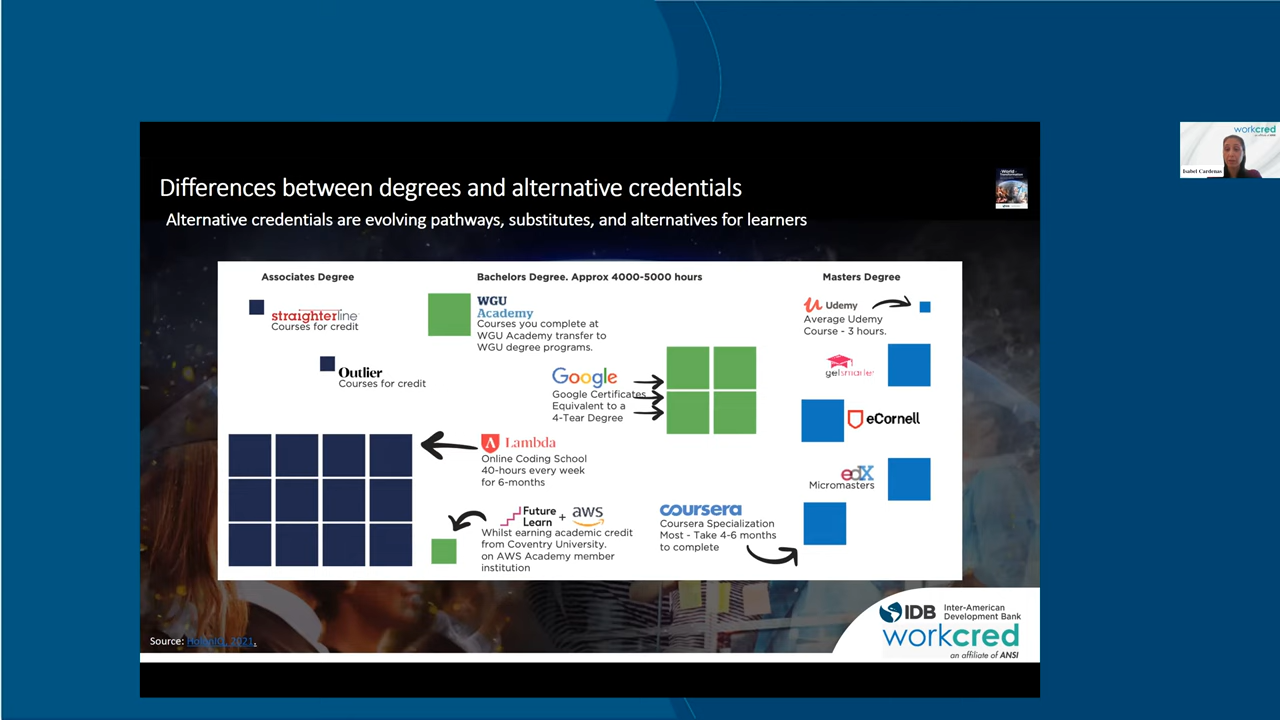 Differences between degrees and alternative credentials
Alternative credentials are evolving pathways, substitutes, and alternatives for learners
Associates Degree
straighterline
Courses for credit
Outlier
Courses for credit
Bachelors Degree. Approx 4000-5000 hours
WGU
Academy
Courses you complete at
WGU Academy transfer to
WGU degree programs.
Google
Google Certificates
Equivalent to a
4-Tear Degree
Lambda
Online Coding School
40-hours every week
for 6-months
Future
Learn + aws
Whilst earning academic credit
from Coventry University.
on AWS Academy member
institution
coursera
Coursera Specialization
Most - Take 4-6 months
to complete
Masters Degree
Udemy
Average Udemy
Course - 3 hours.
getsmarter
eCornell
edX
Micromasters
Source: HolonIQ, 2021.
IDB Inter-American
Development Bank
workcred
an affiliate of ANSI
workcred
Isabel Cardenas
World